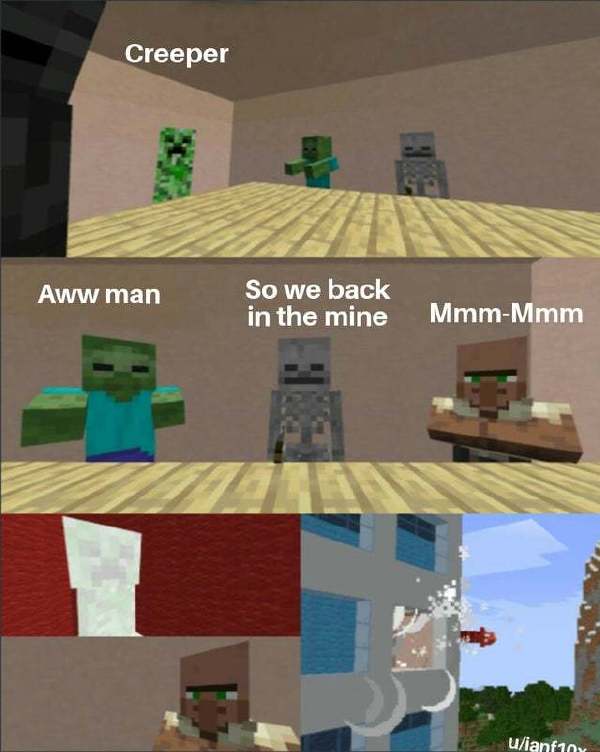 Creeper
Aww man
So we back
in the mine
Mmm-Mmm
u/ianf10x